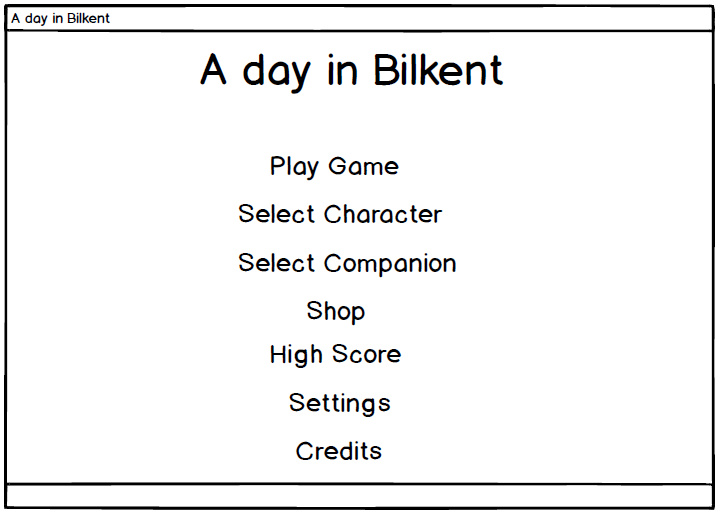 A day in Bilkent
A day in Bilkent
Play Game
Select Character
Select Companion
Shop
High Score
Settings
Credits